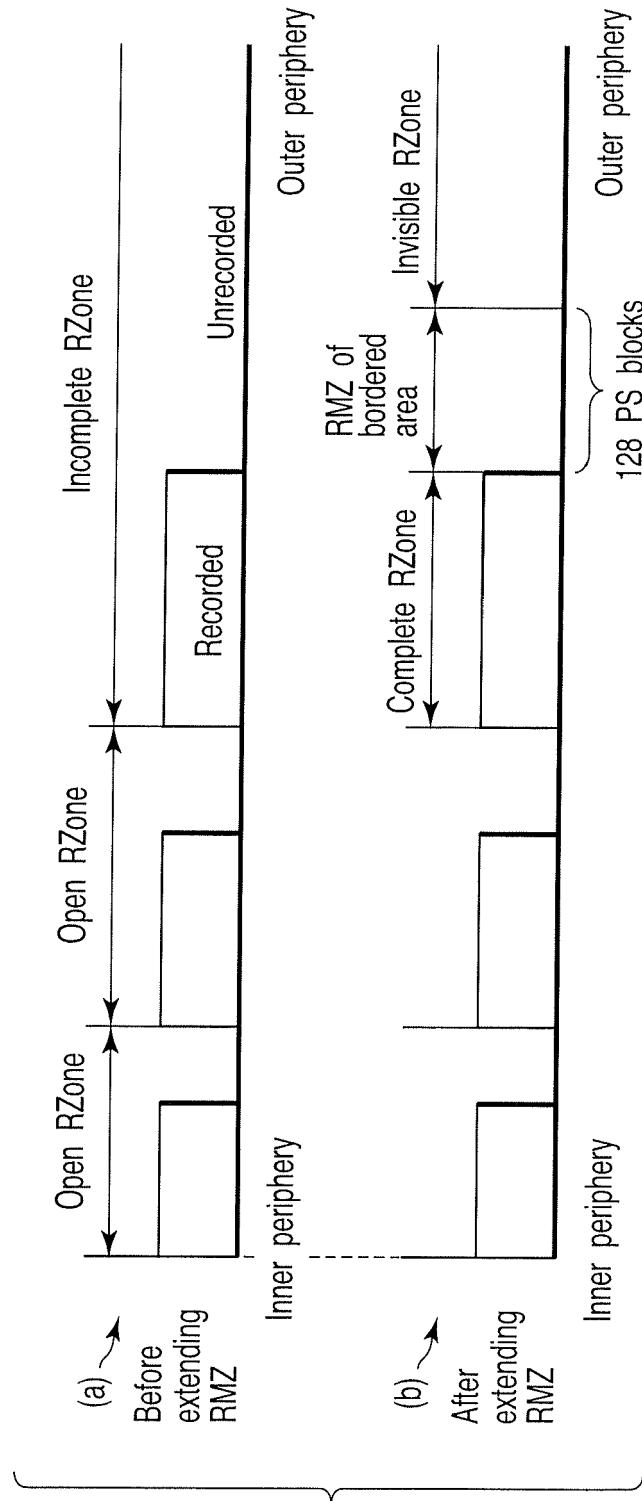 (a)
Before
extending
RMZ
Open RZone
Open RZone
Incomplete RZone
Recorded
Unrecorded
Inner periphery
Outer periphery
(b)
After
extending
RMZ
Complete RZone
RMZ of
bordered
area
Invisible RZone
Inner periphery
128 PS blocks
Outer periphery